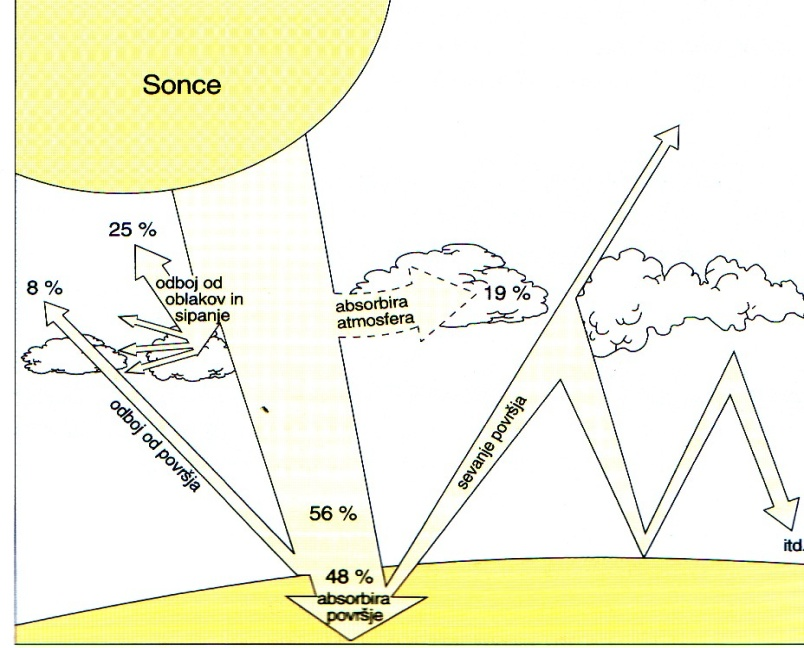 Sonce
25 %
odboj od
oblakov in
sipanje
8 %
absorbira
atmosfera
19 %
odboj od površja
sevanje površja
56 %
48 %
absorbira
površje
itd.